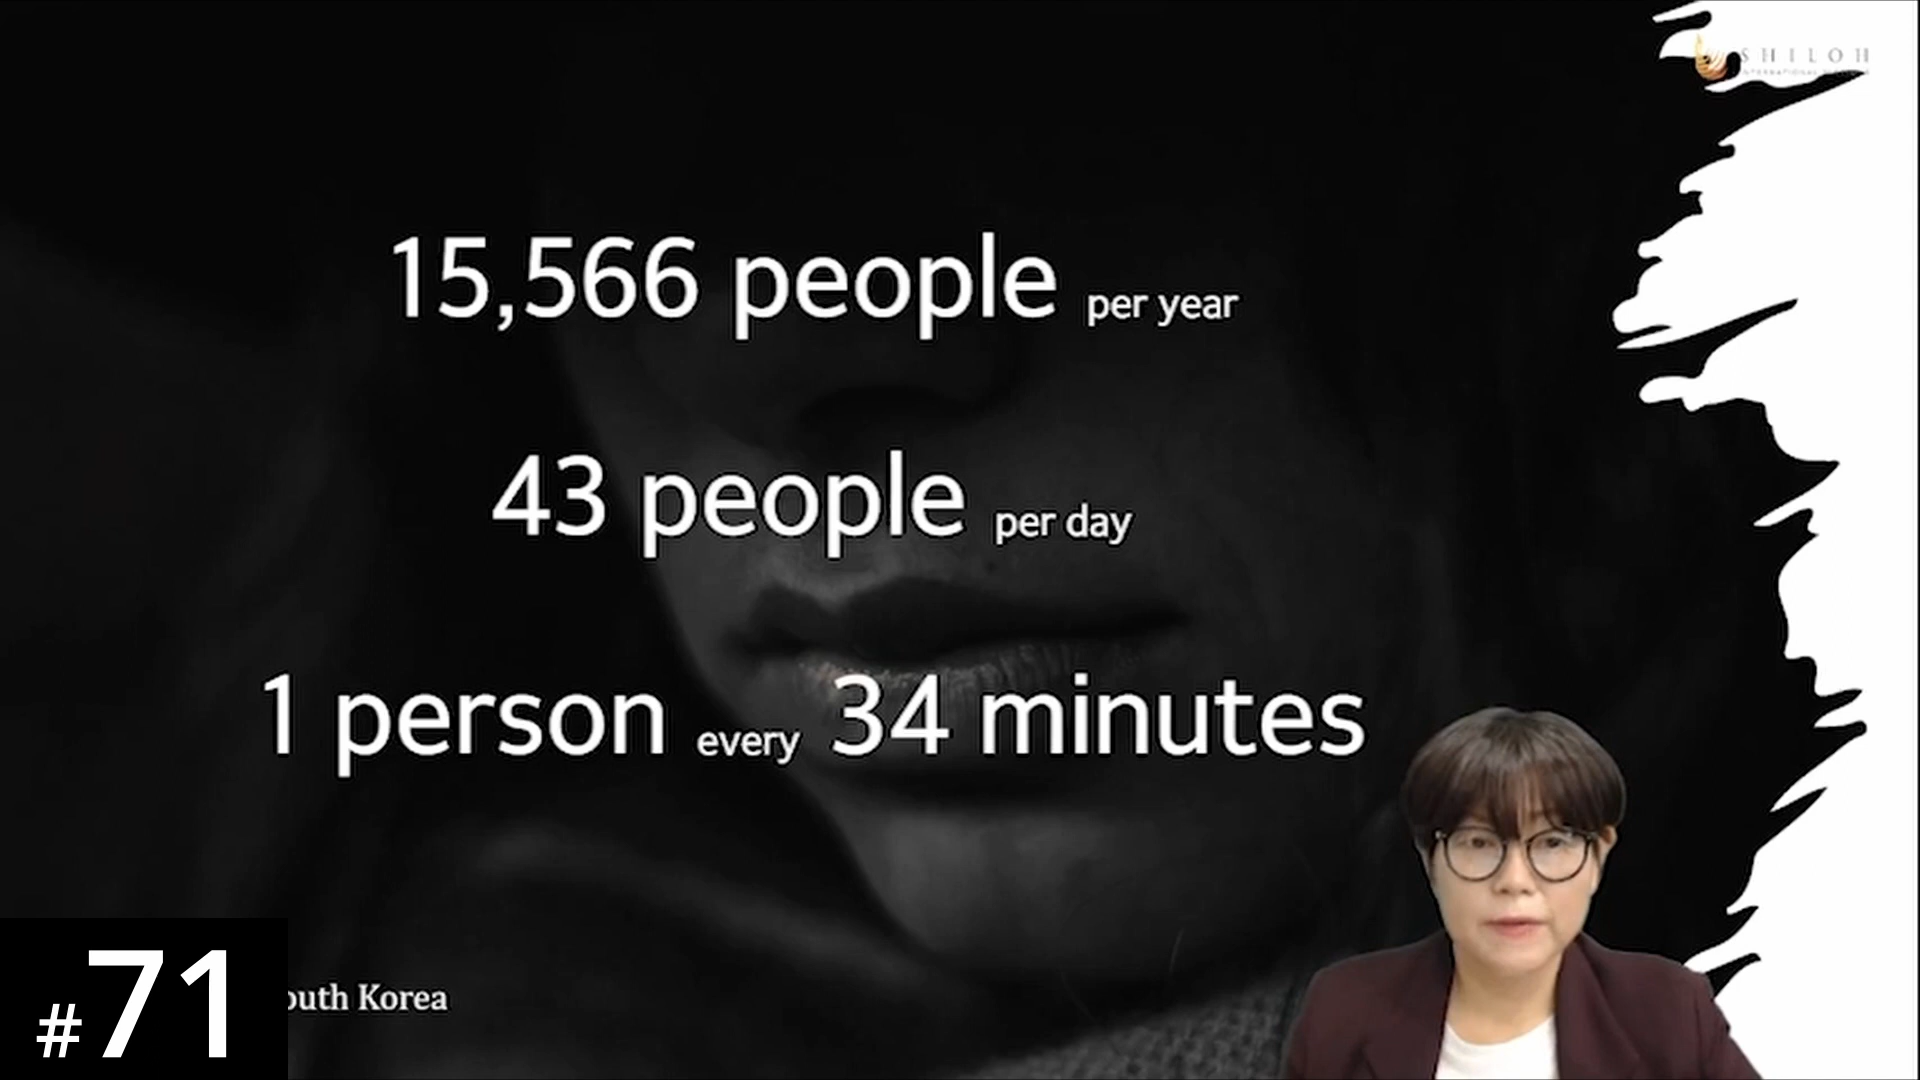 SHILOH
15,566 people per year
43 people per day
1 person every 34 minutes
outh Korea
#71